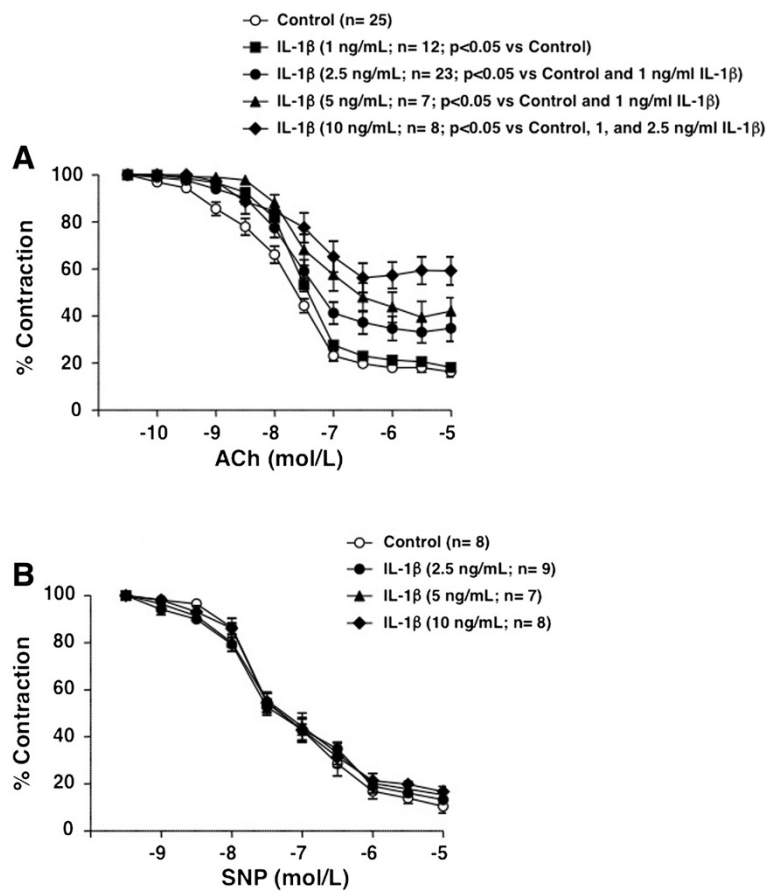 Control (n= 25)
IL-1β (1 ng/mL; n= 12; p<0.05 vs Control)
IL-1β (2.5 ng/mL; n= 23; p<0.05 vs Control and 1 ng/ml IL-1β)
IL-1β (5 ng/mL; n= 7; p<0.05 vs Control and 1 ng/ml IL-1β)
IL-1β (10 ng/mL; n= 8; p<0.05 vs Control, 1, and 2.5 ng/ml IL-1β)
A
% Contraction
100
80
60
40
20
0
-10 -9 -8 -7 -6 -5
ACh (mol/L)
Control (n= 8)
IL-1β (2.5 ng/mL; n= 9)
IL-1β (5 ng/mL; n= 7)
IL-1β (10 ng/mL; n= 8)
B
% Contraction
100
80
60
40
20
0
-9 -8 -7 -6 -5
SNP (mol/L)